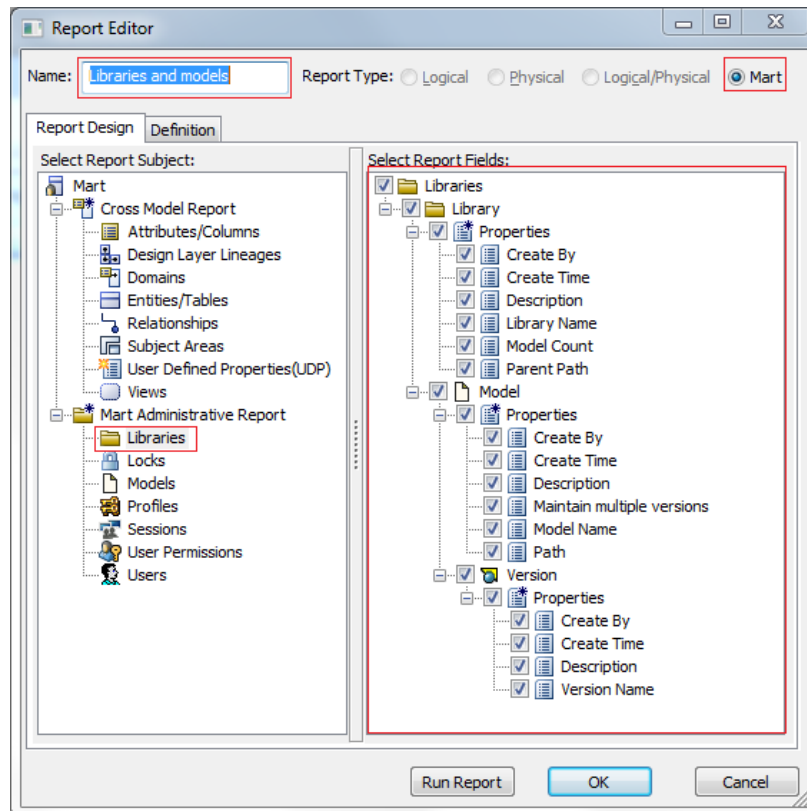 Report Editor
Name: Libraries and models Report Type: Logical Physical Logical/Physical Mart
Report Design Definition
Select Report Subject:
Mart
Cross Model Report
Attributes/Columns
Design Layer Lineages
Domains
Entities/Tables
Relationships
Subject Areas
User Defined Properties(UDP)
Views
Mart Administrative Report
Libraries
Locks
Models
Profiles
Sessions
User Permissions
Users
Select Report Fields:
Libraries
Library
Properties
Create By
Create Time
Description
Library Name
Model Count
Parent Path
Model
Properties
Create By
Create Time
Description
Maintain multiple versions
Model Name
Path
Version
Properties
Create By
Create Time
Description
Version Name
Run Report OK Cancel